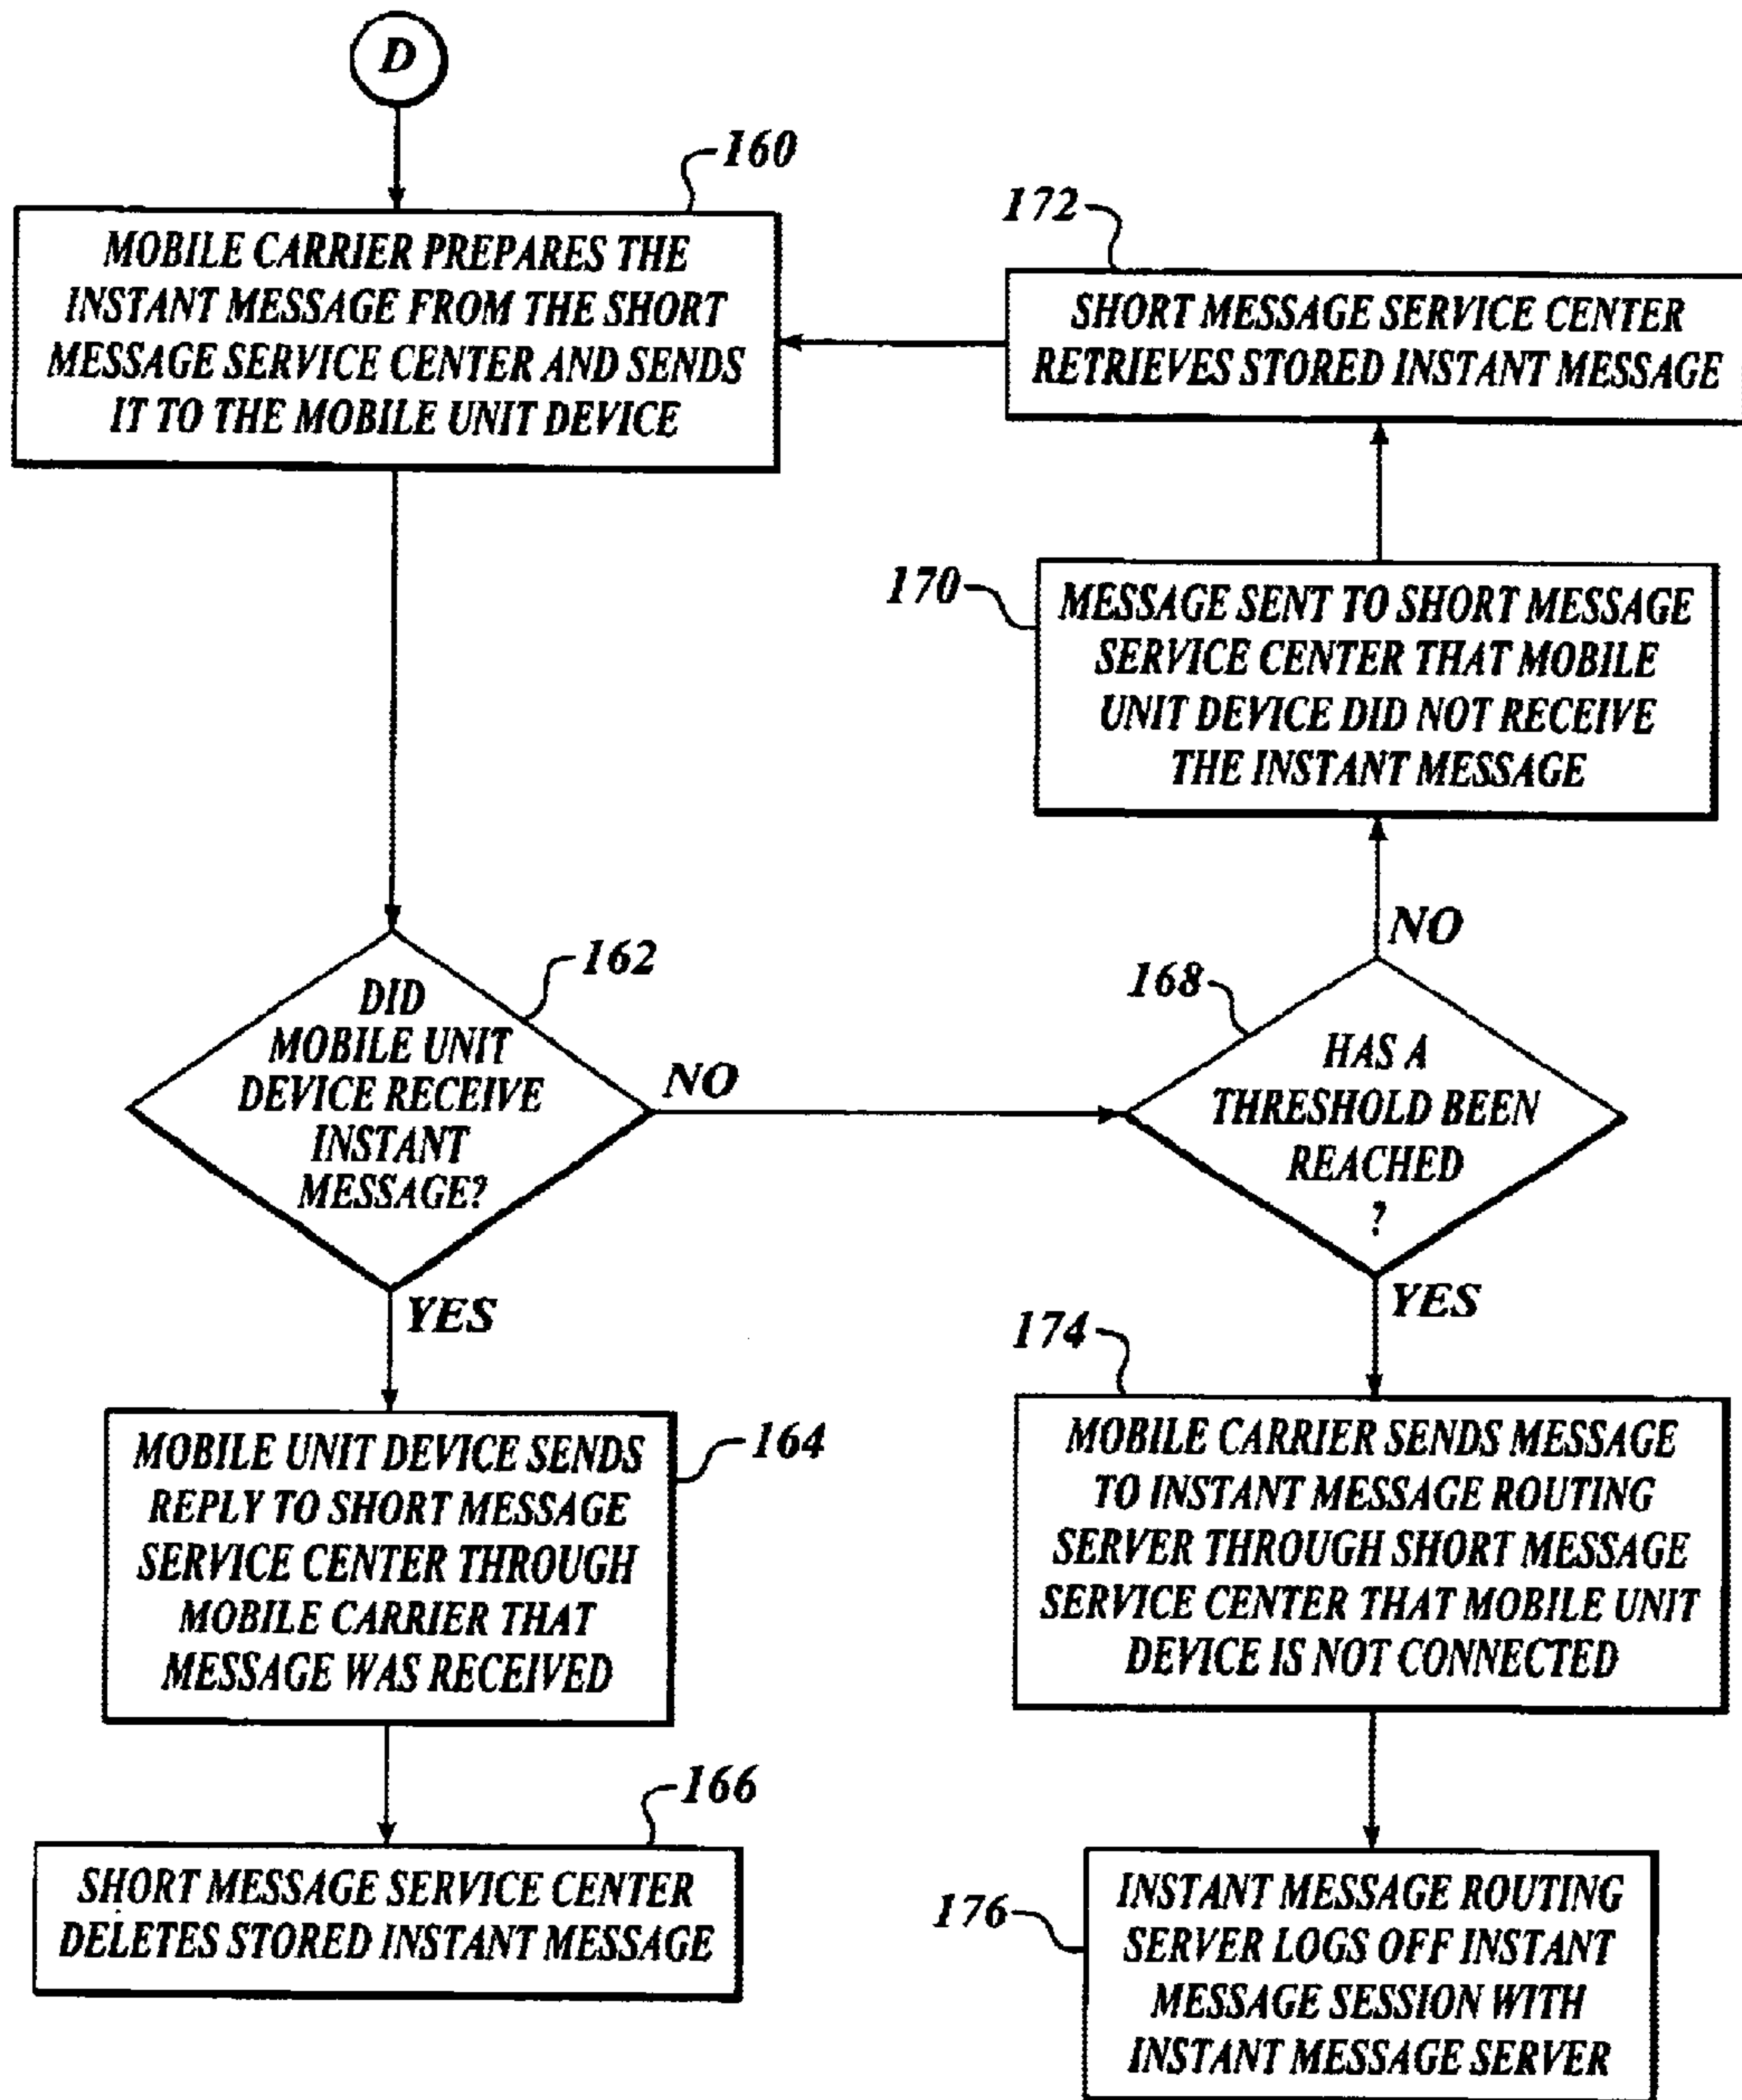 D
160
MOBILE CARRIER PREPARES THE
INSTANT MESSAGE FROM THE SHORT
MESSAGE SERVICE CENTER AND SENDS
IT TO THE MOBILE UNIT DEVICE
172
SHORT MESSAGE SERVICE CENTER
RETRIEVES STORED INSTANT MESSAGE
170
MESSAGE SENT TO SHORT MESSAGE
SERVICE CENTER THAT MOBILE
UNIT DEVICE DID NOT RECEIVE
THE INSTANT MESSAGE
162
DID
MOBILE UNIT
DEVICE RECEIVE
INSTANT
MESSAGE?
NO
YES
168
NO
HAS A
THRESHOLD BEEN
REACHED
?
YES
164
MOBILE UNIT DEVICE SENDS
REPLY TO SHORT MESSAGE
SERVICE CENTER THROUGH
MOBILE CARRIER THAT
MESSAGE WAS RECEIVED
174
MOBILE CARRIER SENDS MESSAGE
TO INSTANT MESSAGE ROUTING
SERVER THROUGH SHORT MESSAGE
SERVICE CENTER THAT MOBILE UNIT
DEVICE IS NOT CONNECTED
166
SHORT MESSAGE SERVICE CENTER
DELETES STORED INSTANT MESSAGE
176
INSTANT MESSAGE ROUTING
SERVER LOGS OFF INSTANT
MESSAGE SESSION WITH
INSTANT MESSAGE SERVER